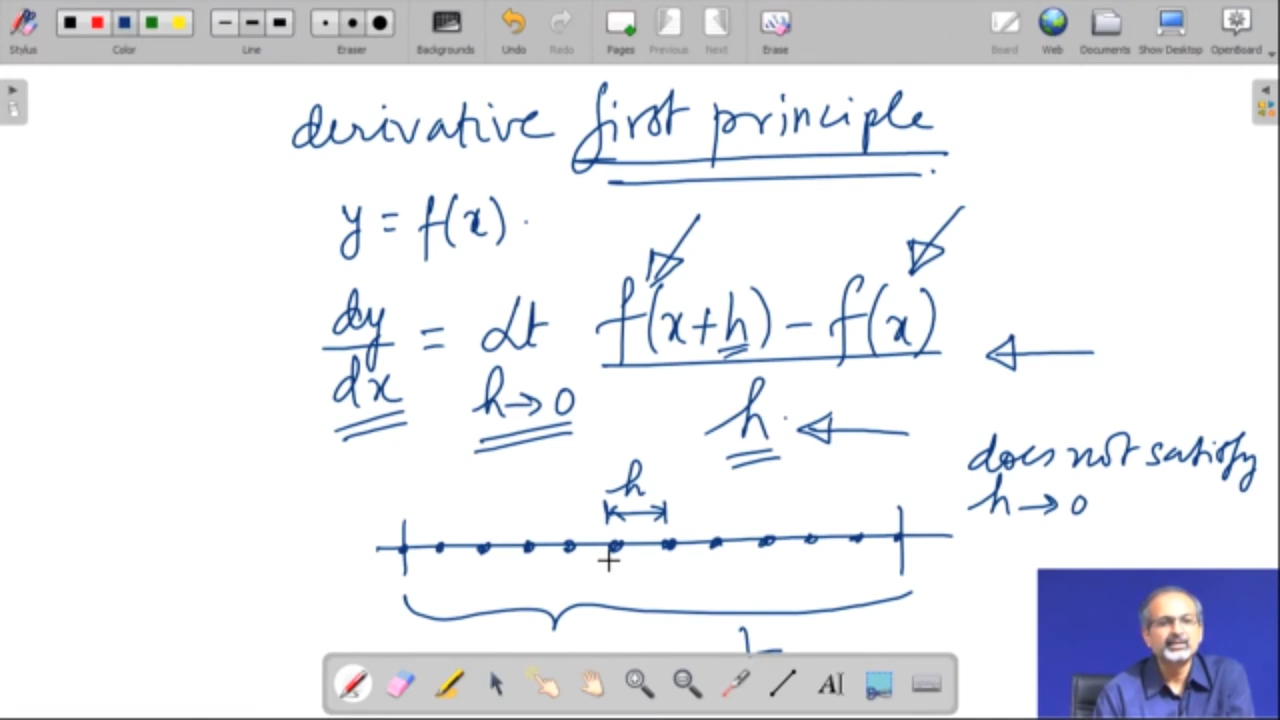 Stylus Color Line Eraser Backgrounds Undo Redo Pages Previous Next Erase Board Web Documents Show Desktop OpenBoard
derivative first principle
y = f(x).
dy/dx = Lt h→0 f(x+h) - f(x) / h
does not satisfy
h → 0
h
AI